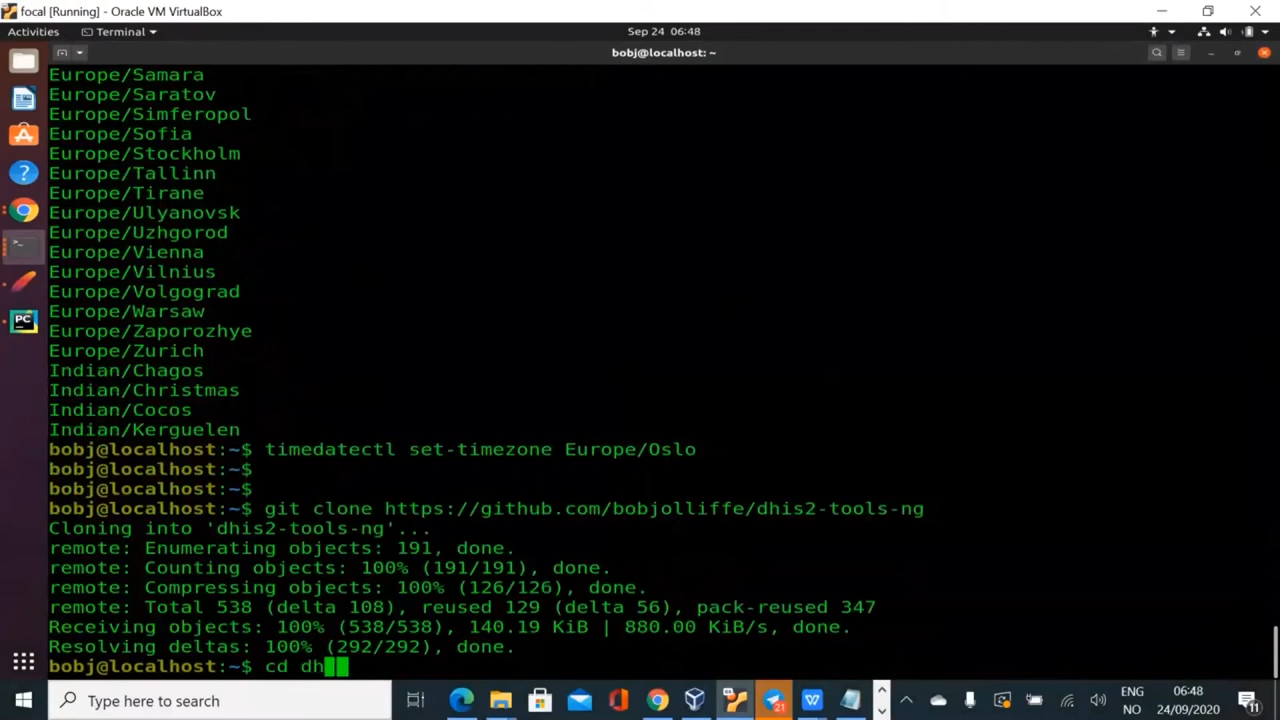 focal [Running] - Oracle VM VirtualBox
Activities
Terminal
Sep 24 06:48
bobj@localhost: ~
Europe/Samara
Europe/Saratov
Europe/Simferopol
Europe/Sofia
Europe/Stockholm
Europe/Tallinn
Europe/Tirane
Europe/Ulyanovsk
Europe/Uzhgorod
Europe/Vienna
Europe/Vilnius
Europe/Volgograd
Europe/Warsaw
Europe/Zaporozhye
Europe/Zurich
Indian/Chagos
Indian/Christmas
Indian/Cocos
Indian/Kerguelen
bobj@localhost:~$ timedatectl set-timezone Europe/Oslo
bobj@localhost:~$
bobj@localhost:~$
bobj@localhost:~$ git clone https://github.com/bobjolliffe/dhis2-tools-ng
Cloning into 'dhis2-tools-ng'...
remote: Enumerating objects: 191, done.
remote: Counting objects: 100% (191/191), done.
remote: Compressing objects: 100% (126/126), done.
remote: Total 538 (delta 108), reused 129 (delta 56), pack-reused 347
Receiving objects: 100% (538/538), 140.19 KiB | 880.00 KiB/s, done.
Resolving deltas: 100% (292/292), done.
bobj@localhost:~$ cd dh
PC
Type here to search
21
W
ENG
NO
06:48
24/09/2020
11